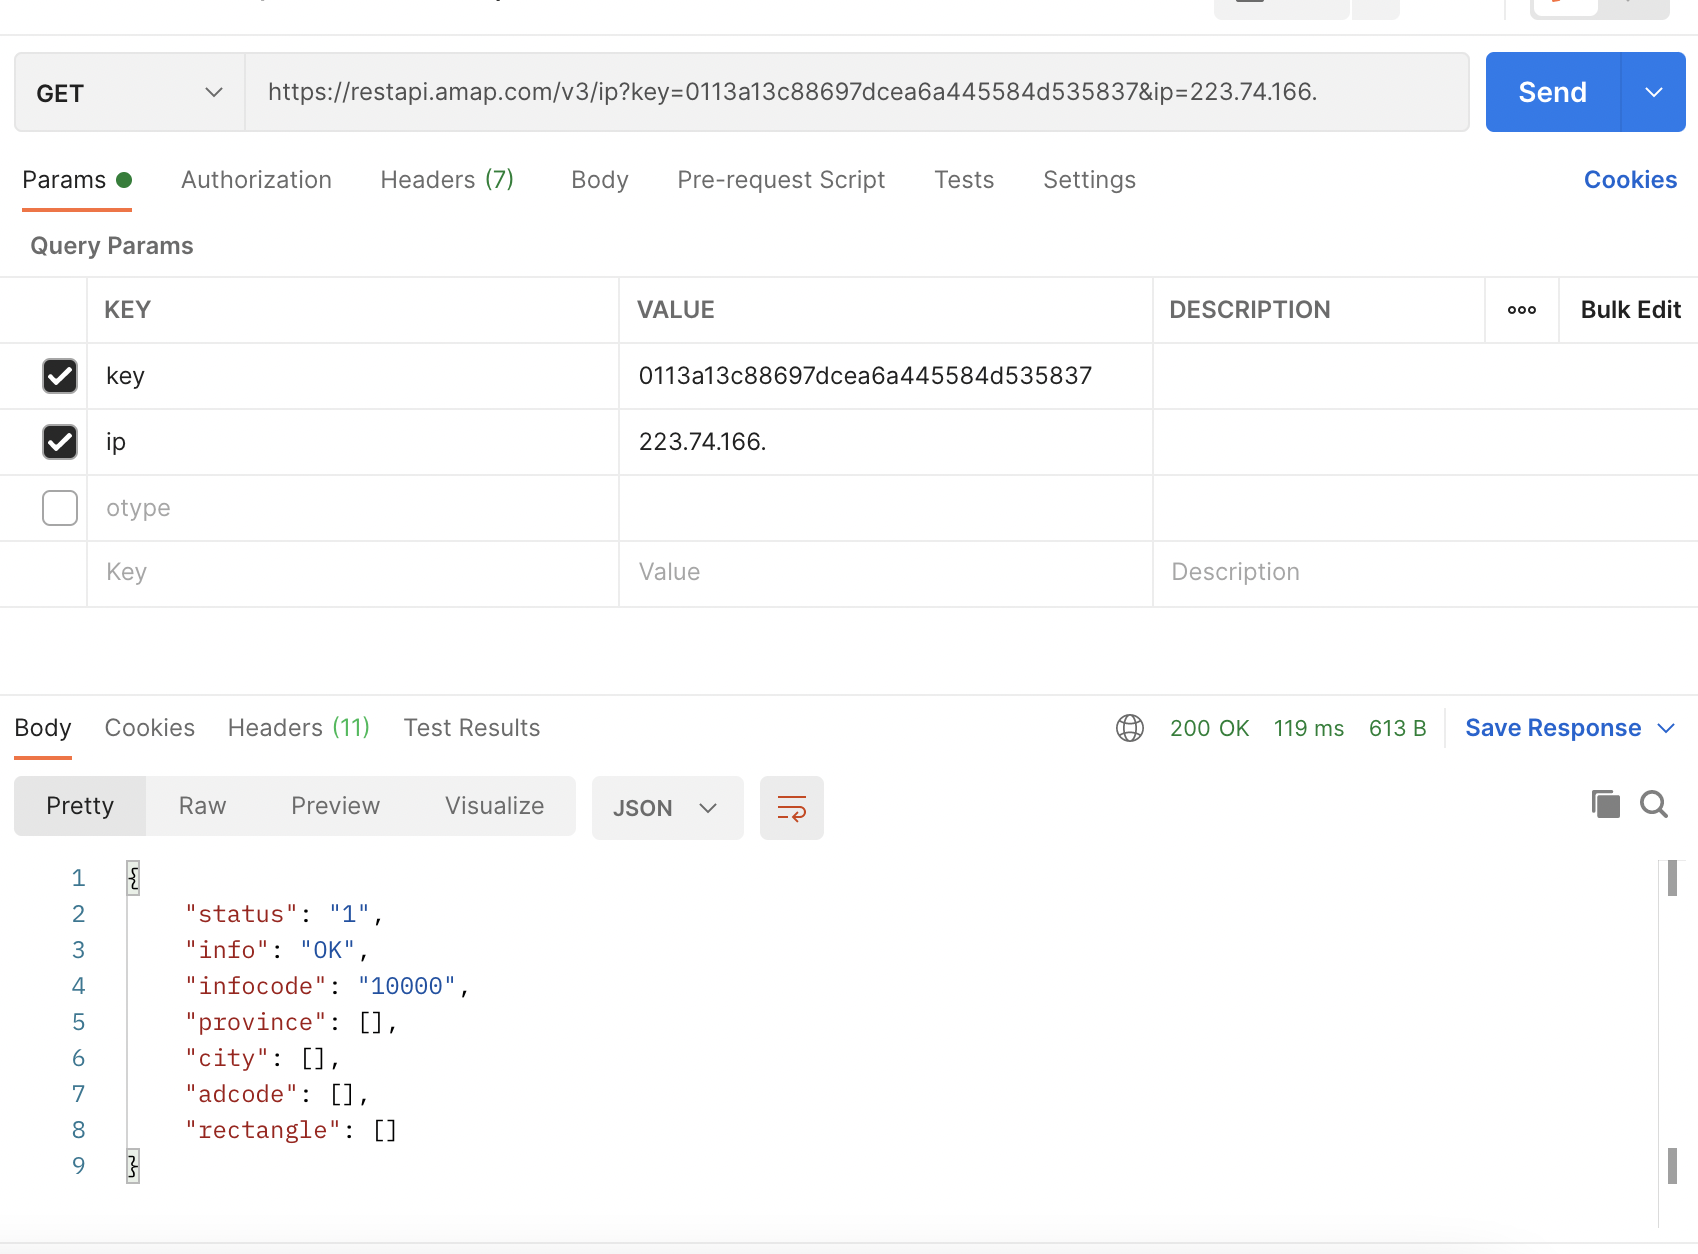 GET
https://restapi.amap.com/v3/ip?key=0113a13c88697dcea6a445584d535837&ip=223.74.166.
Send
Params Authorization Headers (7) Body Pre-request Script Tests Settings Cookies
Query Params
KEY VALUE DESCRIPTION ooo Bulk Edit
key 0113a13c88697dcea6a445584d535837
ip 223.74.166.
otype
Key Value Description
Body Cookies Headers (11) Test Results 200 OK 119 ms 613 B Save Response
Pretty Raw Preview Visualize JSON
1 {
2 "status": "1",
3 "info": "OK",
4 "infocode": "10000",
5 "province": [],
6 "city": [],
7 "adcode": [],
8 "rectangle": []
9 }